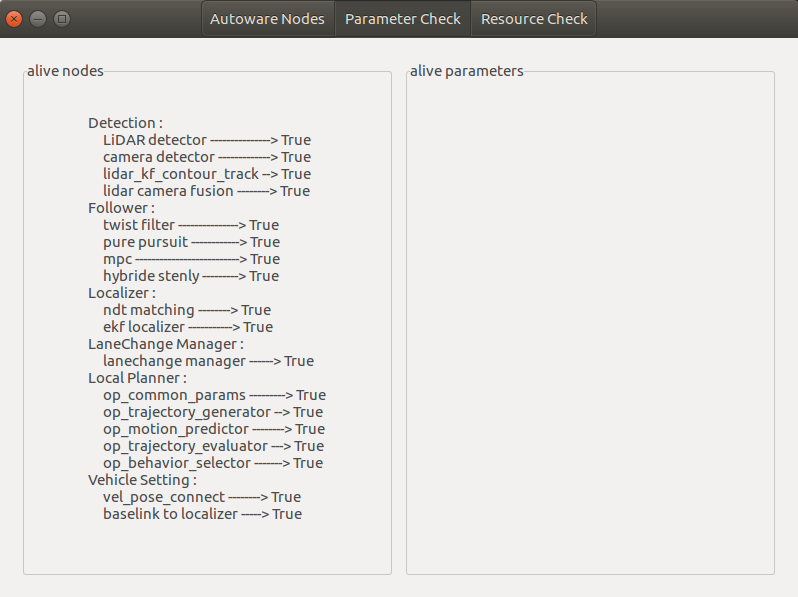 Autoware Nodes Parameter Check Resource Check
alive nodes
Detection :
LiDAR detector ---------------> True
camera detector -------------> True
lidar_kf_contour_track --> True
lidar camera fusion --------> True
Follower :
twist filter ---------------> True
pure pursuit ------------> True
mpc --------------------------> True
hybride stenly ---------> True
Localizer :
ndt matching --------> True
ekf localizer -----------> True
LaneChange Manager :
lanechange manager ------> True
Local Planner :
op_common_params ---------> True
op_trajectory_generator --> True
op_motion_predictor --------> True
op_trajectory_evaluator ---> True
op_behavior_selector -------> True
Vehicle Setting :
vel_pose_connect --------> True
baselink to localizer -----> True
alive parameters